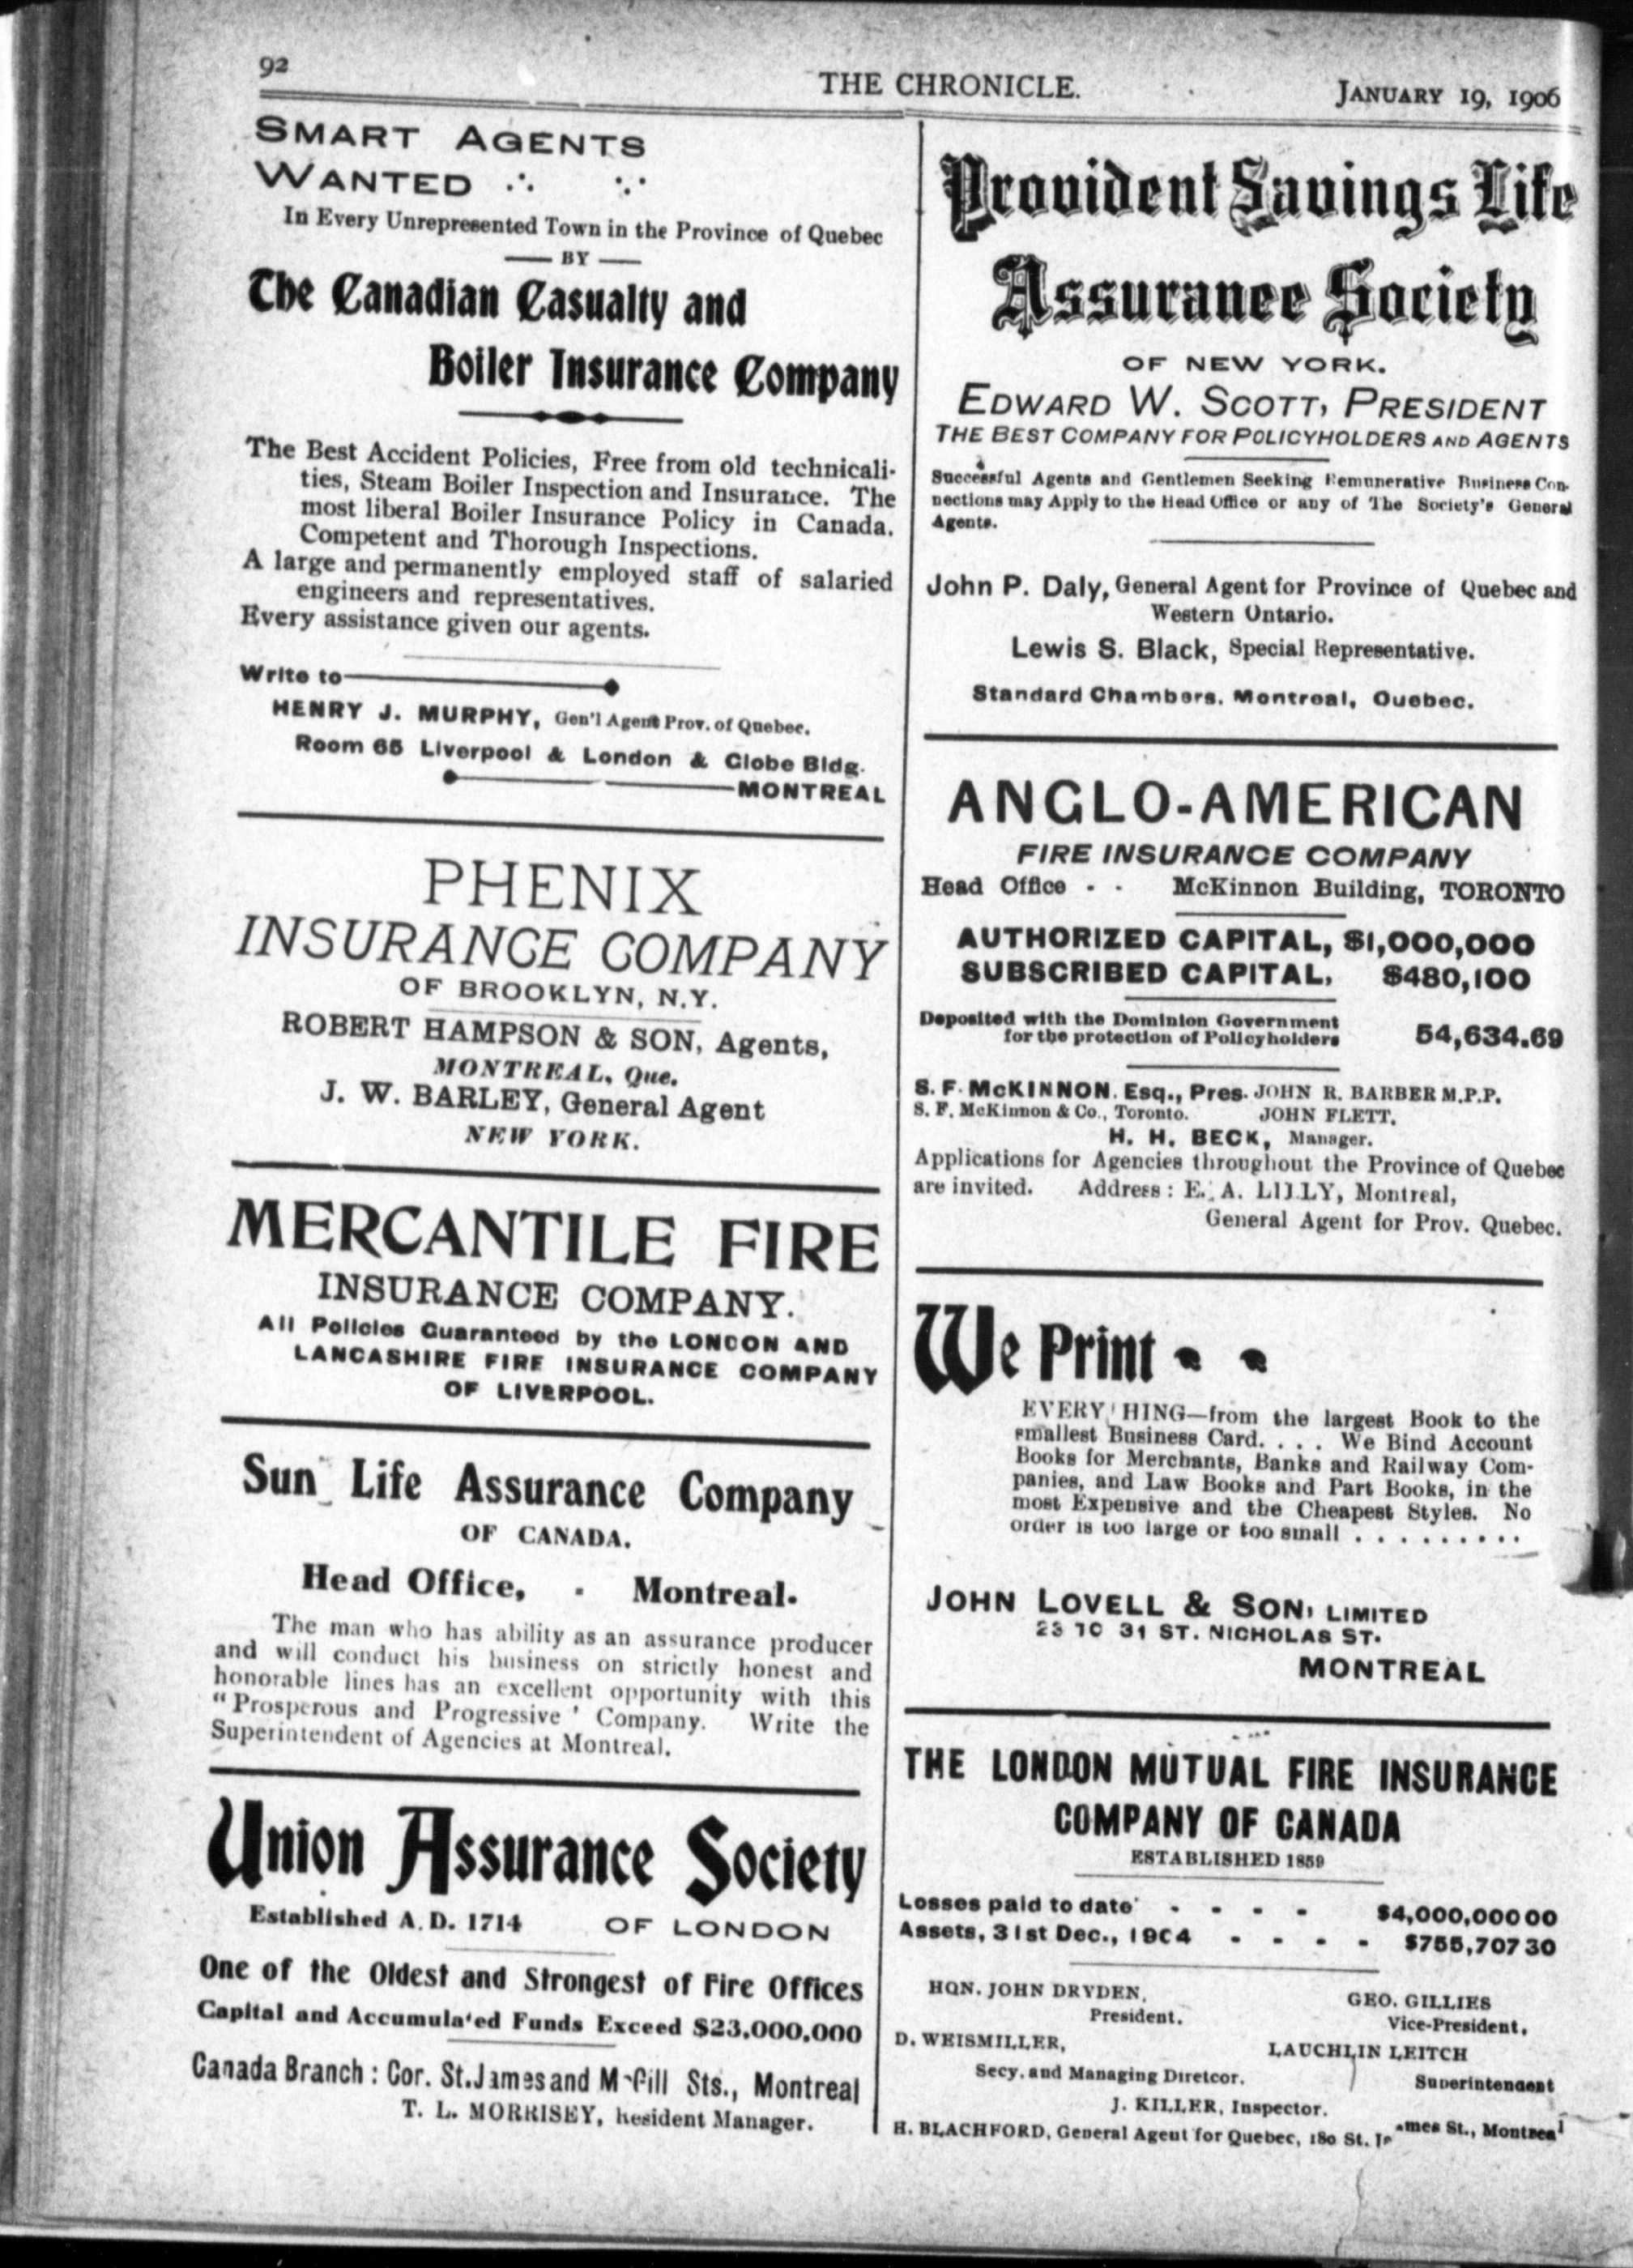 92
THE CHRONICLE.
JANUARY 19, 1906
SMART AGENTS
WANTED
In Every Unrepresented Town in the Province of Quebec
— BY —
The Canadian Casualty and
Boiler Insurance Company
The Best Accident Policies, Free from old technicali-
ties, Steam Boiler Inspection and Insurance. The
most liberal Boiler Insurance Policy in Canada.
Competent and Thorough Inspections.
A large and permanently employed staff of salaried
engineers and representatives.
Every assistance given our agents.
Write to
HENRY J. MURPHY, Gen'l Agent Prov. of Quebec.
Room 65 Liverpool & London & Globe Bldg.
MONTREAL
PHENIX
INSURANCE COMPANY
OF BROOKLYN, N.Y.
ROBERT HAMPSON & SON, Agents,
MONTREAL, Que.
J. W. BARLEY, General Agent
NEW YORK.
MERCANTILE FIRE
INSURANCE COMPANY.
All Policies Guaranteed by the LONDON AND
LANCASHIRE FIRE INSURANCE COMPANY
OF LIVERPOOL.
Sun Life Assurance Company
OF CANADA.
Head Office, - Montreal.
The man who has ability as an assurance producer
and will conduct his business on strictly honest and
honorable lines has an excellent opportunity with this
"Prosperous and Progressive' Company. Write the
Superintendent of Agencies at Montreal.
Union Assurance Society
Established A.D. 1714 OF LONDON
One of the Oldest and Strongest of Fire Offices
Capital and Accumula'ed Funds Exceed $23,000,000
Canada Branch : Cor. St. James and McGill Sts., Montreal
T. L. MORRISEY, Resident Manager.
Provident Savings Life
Assurance Society
OF NEW YORK.
EDWARD W. SCOTT, PRESIDENT
THE BEST COMPANY FOR POLICYHOLDERS AND AGENTS
Successful Agents and Gentlemen Seeking Remunerative Business Con-
nections may Apply to the Head Office or any of The Society's General
Agents.
John P. Daly, General Agent for Province of Quebec and
Western Ontario.
Lewis S. Black, Special Representative.
Standard Chambers, Montreal, Quebec.
ANGLO-AMERICAN
FIRE INSURANCE COMPANY
Head Office - - McKinnon Building, TORONTO
AUTHORIZED CAPITAL, $1,000,000
SUBSCRIBED CAPITAL, $480,100
Deposited with the Dominion Government
for the protection of Policyholders 54,634.69
S. F. McKINNON, Esq., Pres. JOHN R. BARBER M.P.P.
S. F. McKinnon & Co., Toronto. JOHN FLETT.
H. H. BECK, Manager.
Applications for Agencies throughout the Province of Quebec
are invited. Address : E. A. LILLY, Montreal,
General Agent for Prov. Quebec.
We Print
EVERY HING—from the largest Book to the
smallest Business Card. . . . We Bind Account
Books for Merchants, Banks and Railway Com-
panies, and Law Books and Part Books, in the
most Expensive and the Cheapest Styles. No
order is too large or too small . . . . . . . . .
JOHN LOVELL & SON, LIMITED
23 TO 31 ST. NICHOLAS ST.
MONTREAL
THE LONDON MUTUAL FIRE INSURANCE
COMPANY OF CANADA
ESTABLISHED 1859
Losses paid to date - - - - $4,000,000 00
Assets, 31st Dec., 1904 - - - - $755,707 30
HON. JOHN DRYDEN,
President.
GEO. GILLIES
Vice-President,
D. WEISMILLER,
Secy. and Managing Diretcor.
LAUCHLIN LEITCH
Superintendent
J. KILLER, Inspector.
H. BLACHFORD, General Agent for Quebec, 180 St. James St., Montreal